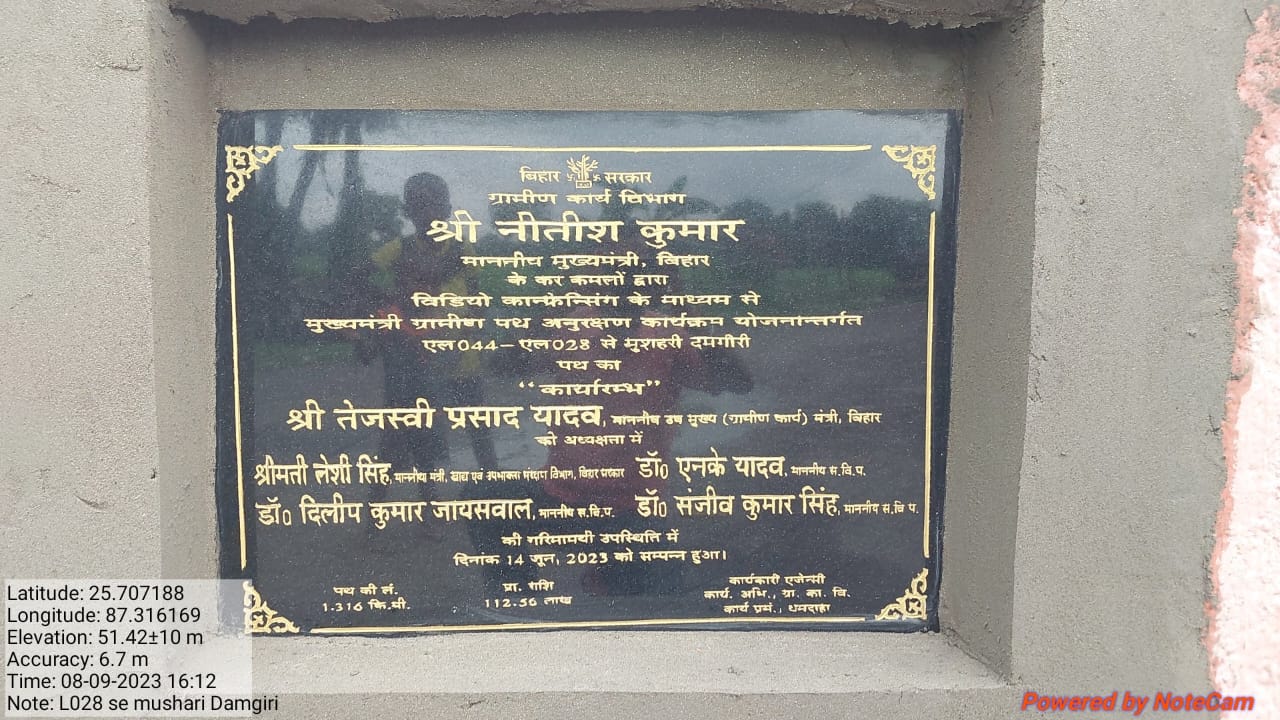 बिहार सरकार
ग्रामीण कार्य विभाग
श्री नीतीश कुमार
माननीय मुख्यमंत्री, बिहार
के कर कमलों द्वारा
विडियो कान्फ्रेन्सिंग के माध्यम से
मुख्यमंत्री ग्रामीण पथ अनुरक्षण कार्यक्रम योजनान्तर्गत
एल044-एल028 से मुशहरी दमगीरी
पथ का
“कार्यारम्भ”
श्री तेजस्वी प्रसाद यादव, माननीय उप मुख्य (ग्रामीण कार्य) मंत्री, बिहार
की अध्यक्षता में
श्रीमती लेशी सिंह, माननीया मंत्री, खाद्य एवं उपभोक्ता संरक्षण विभाग, बिहार सरकार डॉ0 एनके यादव, माननीय स.वि.प.
डॉ0 दिलीप कुमार जायसवाल, माननीय स.वि.प. डॉ0 संजीव कुमार सिंह, माननीय स.वि प.
की गरिमामयी उपस्थिति में
दिनांक 14 जून, 2023 को सम्पन्न हुआ।
पथ की लं.
1.316 कि.मी.
प्रा. राशि
112.56 लाख
कार्यकारी एजेन्सी
कार्य. अभि., ग्रा. का. वि.
कार्य प्रमं., धमदाहा
Latitude: 25.707188
Longitude: 87.316169
Elevation: 51.42±10 m
Accuracy: 6.7 m
Time: 08-09-2023 16:12
Note: L028 se mushari Damgiri
Powered by NoteCam